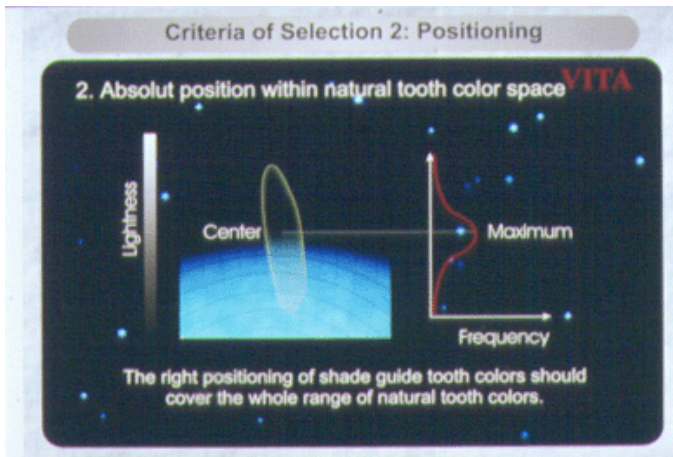 Criteria of Selection 2: Positioning
VITA
2. Absolut position within natural tooth color space
Lightness
Center
Maximum
Frequency
The right positioning of shade guide tooth colors should
cover the whole range of natural tooth colors.